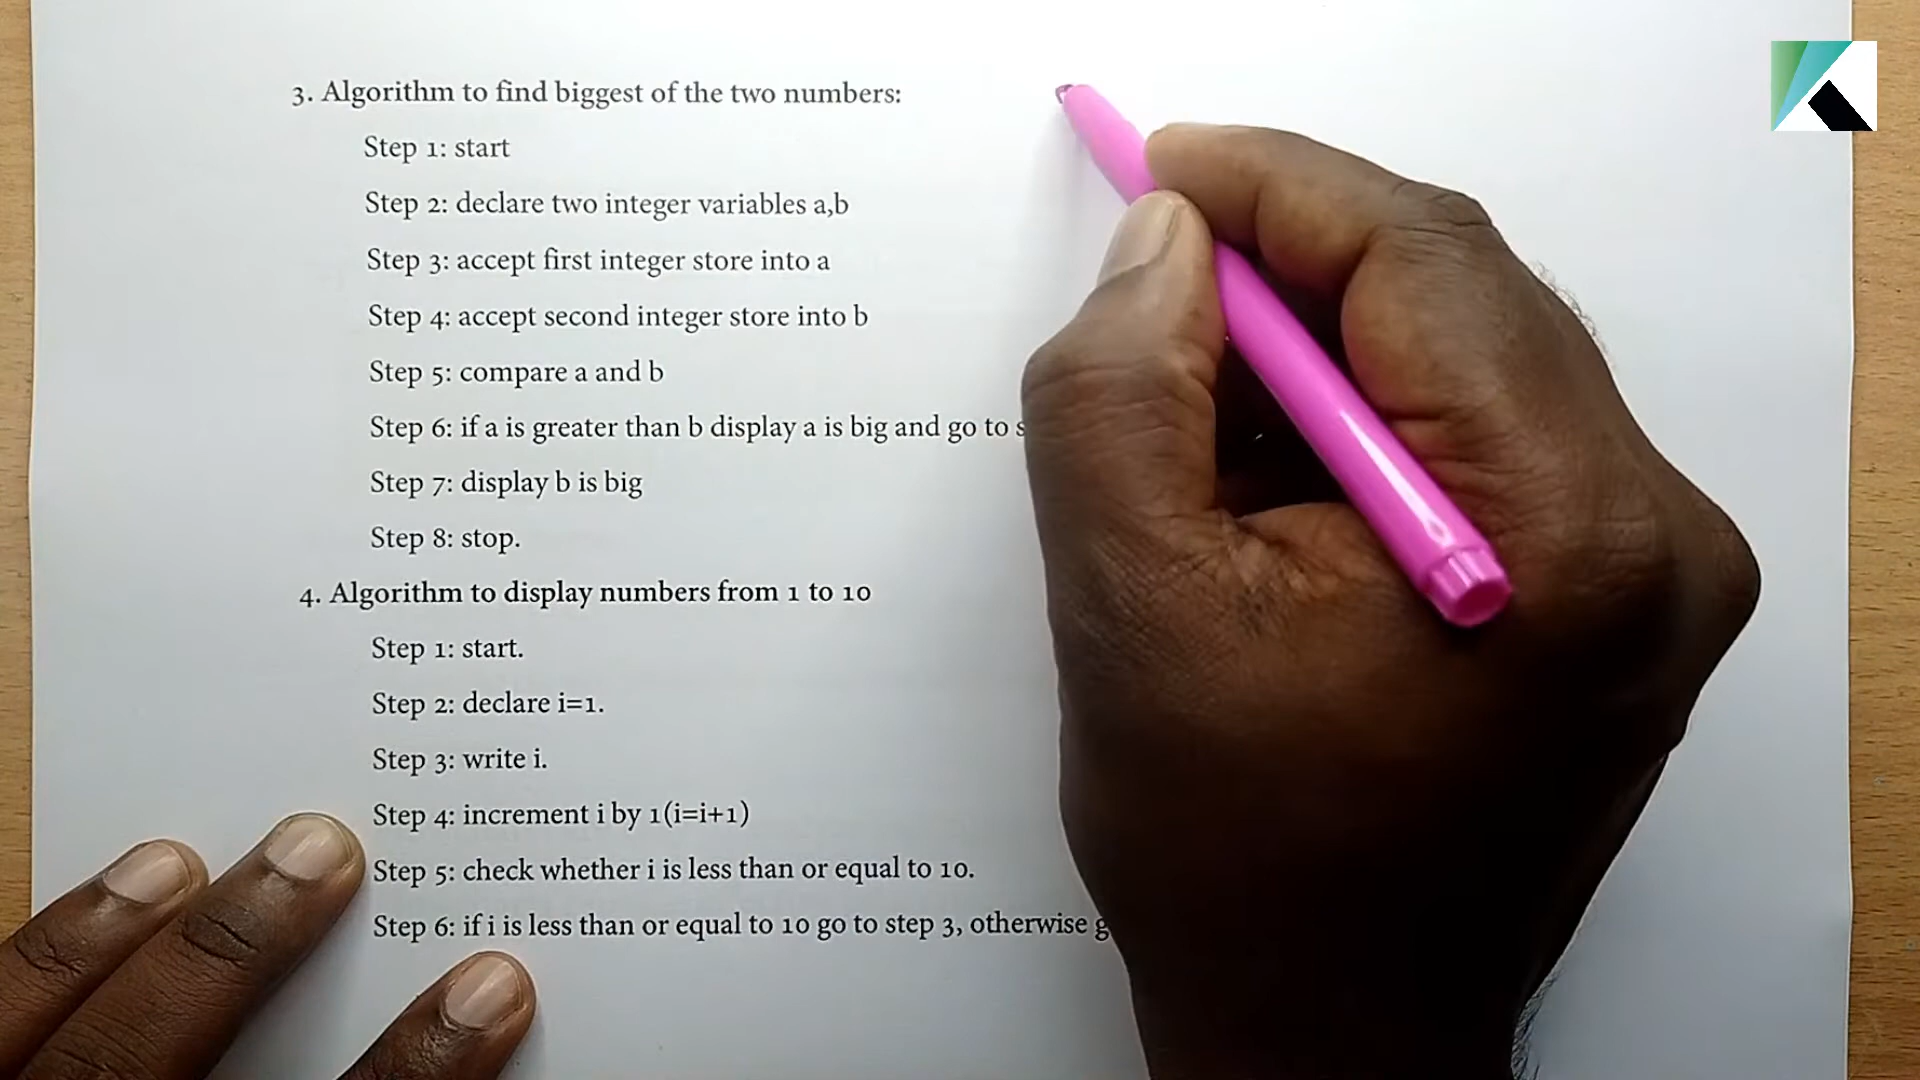 3. Algorithm to find biggest of the two numbers:
Step 1: start
Step 2: declare two integer variables a,b
Step 3: accept first integer store into a
Step 4: accept second integer store into b
Step 5: compare a and b
Step 6: if a is greater than b display a is big and go to
Step 7: display b is big
Step 8: stop.
4. Algorithm to display numbers from 1 to 10
Step 1: start.
Step 2: declare i=1.
Step 3: write i.
Step 4: increment i by 1(i=i+1)
Step 5: check whether i is less than or equal to 10.
Step 6: if i is less than or equal to 10 go to step 3, otherwise